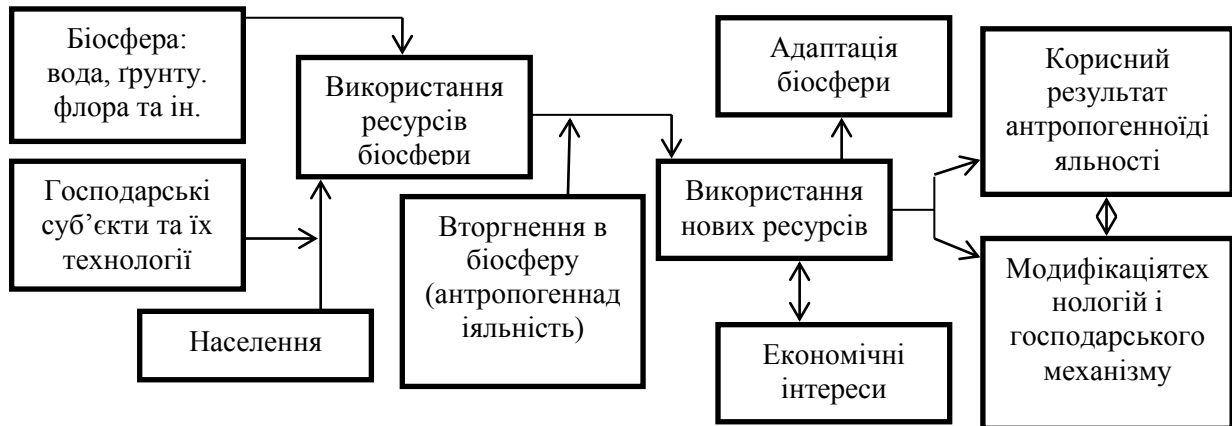 Біосфера:
вода, ґрунту.
флора та ін.
Господарські
суб’єкти та їх
технології
Населення
Використання
ресурсів
біосфери
Вторгнення в
біосферу
(антропогеннад
іяльність)
Адаптація
біосфери
Використання
нових ресурсів
Економічні
інтереси
Корисний
результат
антропогенноїді
яльності
Модифікаціятех
нологій і
господарського
механізму